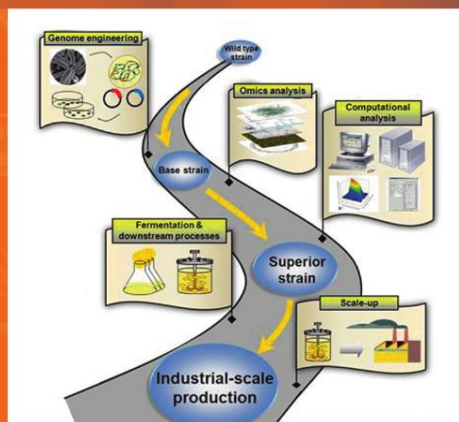 Genome engineering
Wild type
strain
Omics analysis
Computational
analysis
Base strain
Fermentation &
downstream processes
Superior
strain
Scale-up
Industrial-scale
production